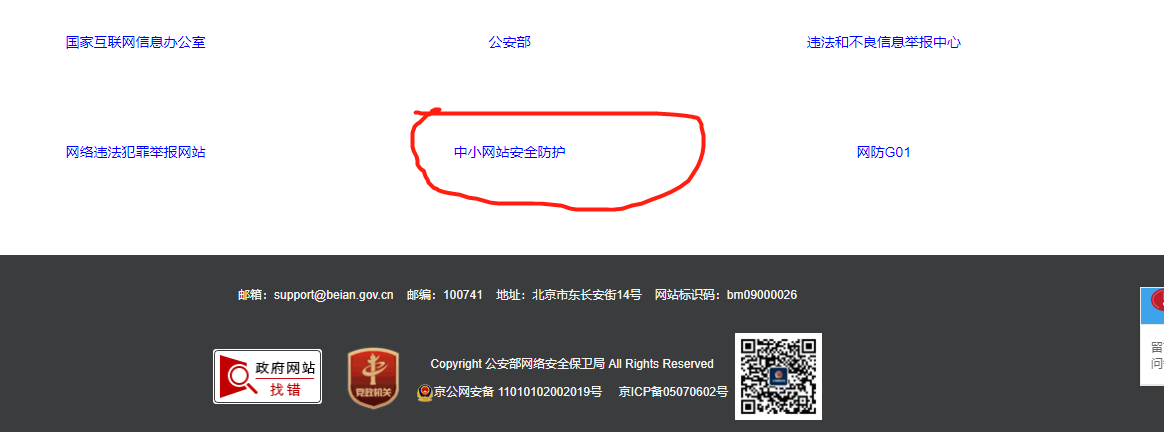 国家互联网信息办公室 公安部 违法和不良信息举报中心
网络违法犯罪举报网站 中小网站安全防护 网防G01
邮箱：support@beian.gov.cn 邮编：100741 地址：北京市东长安街14号 网站标识码：bm09000026
政府网站
找错
党政机关
Copyright 公安部网络安全保卫局 All Rights Reserved
京公网安备 11010102002019号 京ICP备05070602号
留
问